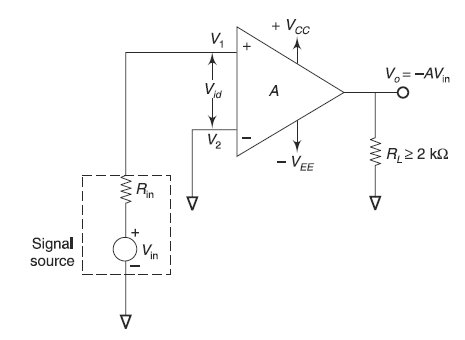 + V_CC
V_1
+
V_id
A
V_o = −AV_in
V_2
−
− V_EE
R_L ≥ 2 kΩ
R_in
+
Signal
source
V_in
−